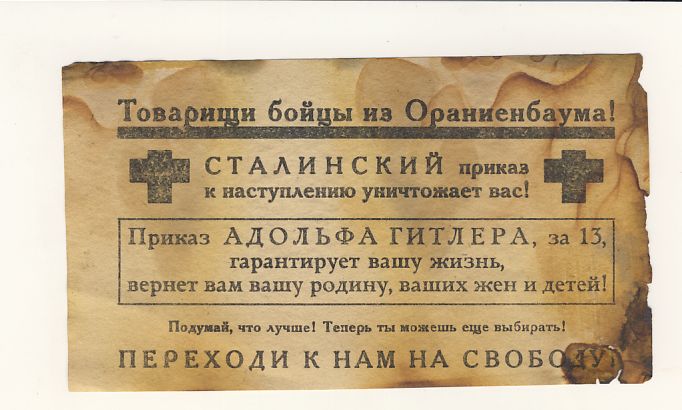 Товарищи бойцы из Ораниенбаума!
СТАЛИНСКИЙ приказ
к наступлению уничтожает вас!
Приказ АДОЛЬФА ГИТЛЕРА, за 13,
гарантирует вашу жизнь,
вернет вам вашу родину, ваших жен и детей!
Подумай, что лучше! Теперь ты можешь еще выбирать!
ПЕРЕХОДИ К НАМ НА СВОБОДУ!